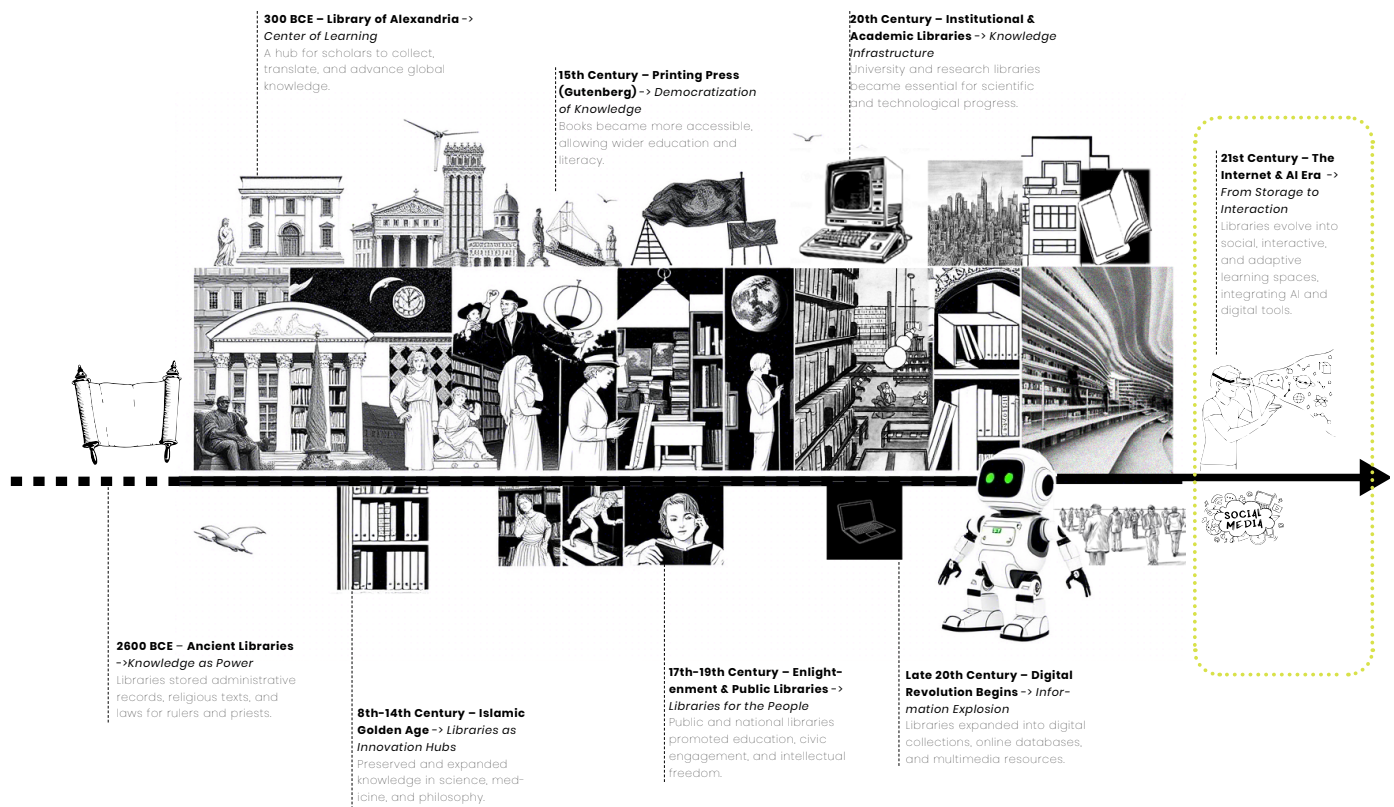 300 BCE – Library of Alexandria ->
Center of Learning
A hub for scholars to collect,
translate, and advance global
knowledge.
15th Century – Printing Press
(Gutenberg) -> Democratization
of Knowledge
Books became more accessible,
allowing wider education and
literacy.
20th Century – Institutional &
Academic Libraries -> Knowledge
Infrastructure
University and research libraries
became essential for scientific
and technological progress.
21st Century – The
Internet & AI Era ->
From Storage to
Interaction
Libraries evolve into
social, interactive,
and adaptive
learning spaces,
integrating AI and
digital tools.
SOCIAL
MEDIA
2600 BCE – Ancient Libraries
->Knowledge as Power
Libraries stored administrative
records, religious texts, and
laws for rulers and priests.
8th-14th Century – Islamic
Golden Age -> Libraries as
Innovation Hubs
Preserved and expanded
knowledge in science, med-
icine, and philosophy.
17th-19th Century – Enlight-
enment & Public Libraries ->
Libraries for the People
Public and national libraries
promoted education, civic
engagement, and intellectual
freedom.
Late 20th Century – Digital
Revolution Begins -> Infor-
mation Explosion
Libraries expanded into digital
collections, online databases,
and multimedia resources.